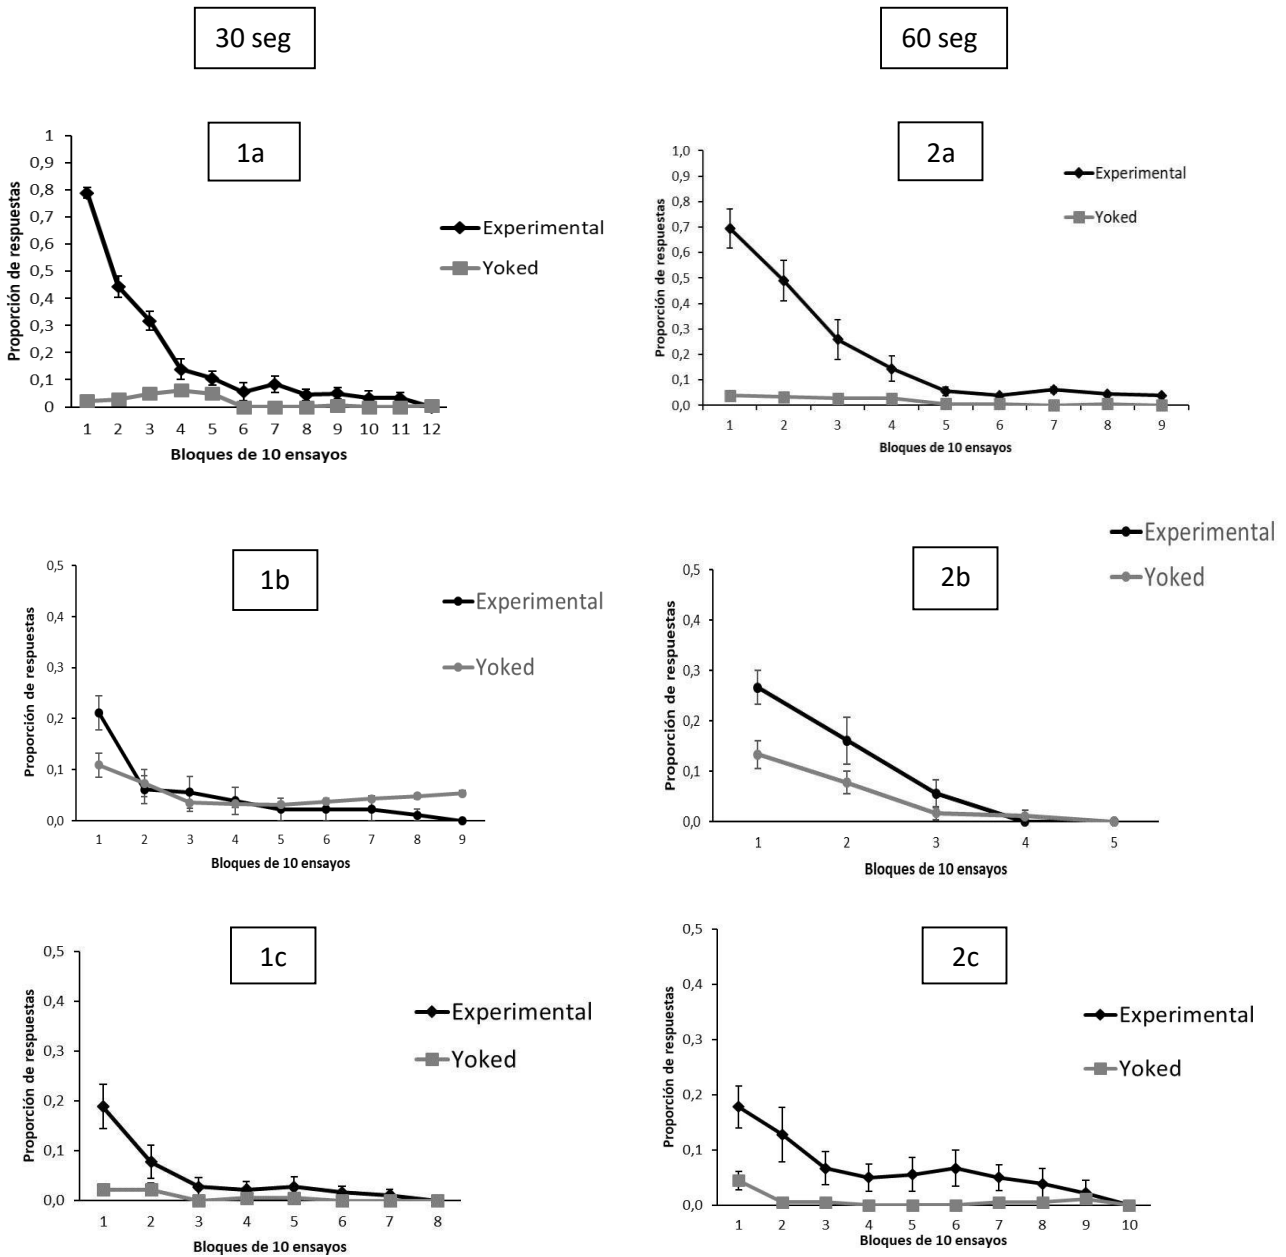 30 seg
60 seg
1a
1
0,9
0,8
0,7
0,6
0,5
0,4
0,3
0,2
0,1
0
Proporción de respuestas
1 2 3 4 5 6 7 8 9 10 11 12
Bloques de 10 ensayos
Experimental
Yoked
2a
1,0
0,9
0,8
0,7
0,6
0,5
0,4
0,3
0,2
0,1
0,0
Proporción de respuestas
1 2 3 4 5 6 7 8 9
Bloques de 10 ensayos
Experimental
Yoked
1b
0,5
0,4
0,3
0,2
0,1
0,0
Proporción de respuestas
1 2 3 4 5 6 7 8 9
Bloques de 10 ensayos
Experimental
Yoked
2b
0,5
0,4
0,3
0,2
0,1
0,0
Proporción de respuestas
1 2 3 4 5
Bloques de 10 ensayos
Experimental
Yoked
1c
0,5
0,4
0,3
0,2
0,1
0,0
Proporción de respuestas
1 2 3 4 5 6 7 8
Bloques de 10 ensayos
Experimental
Yoked
2c
0,5
0,4
0,3
0,2
0,1
0,0
Proporción de respuestas
1 2 3 4 5 6 7 8 9 10
Bloques de 10 ensayos
Experimental
Yoked